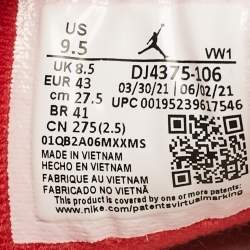 US
9.5
VW1
UK 8.5 DJ4375-106
EUR 43 03/30/21 06/02/21
cm 27.5 UPC 00195239617546
BR 41
CN 275(2.5)
01QB2A06MXXMS
MADE IN VIETNAM
HECHO EN VIETNAM
FABRIQUE AU VIETNAM
FABRICADO NO VIETNÃ
This product is covered by one or more patents. See
www.nike.com/patentsvirtualmarking